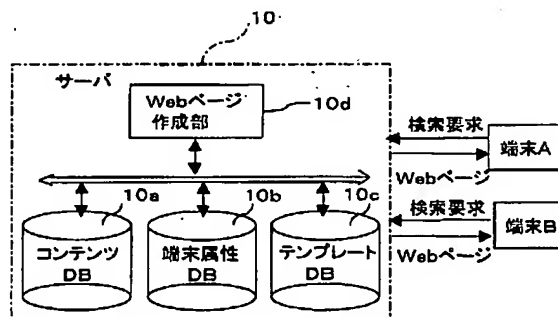 10
サーバ
Webページ
作成部
10d
検索要求
端末A
Webページ
10a
10b
10c
検索要求
端末B
Webページ
コンテンツ
DB
端末属性
DB
テンプレート
DB